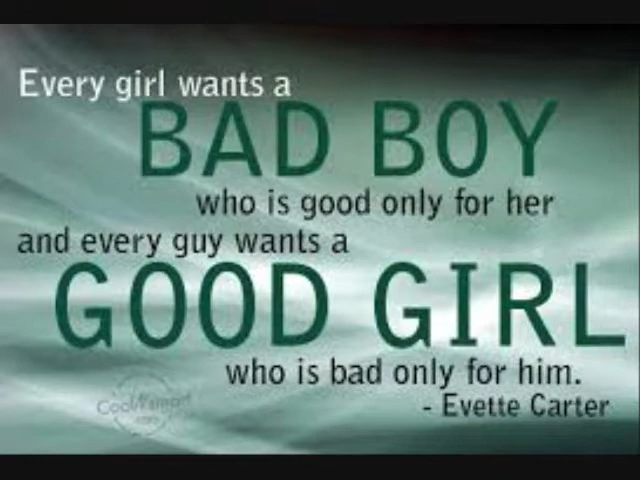 Every girl wants a
BAD BOY
who is good only for her
and every guy wants a
GOOD GIRL
who is bad only for him.
- Evette Carter